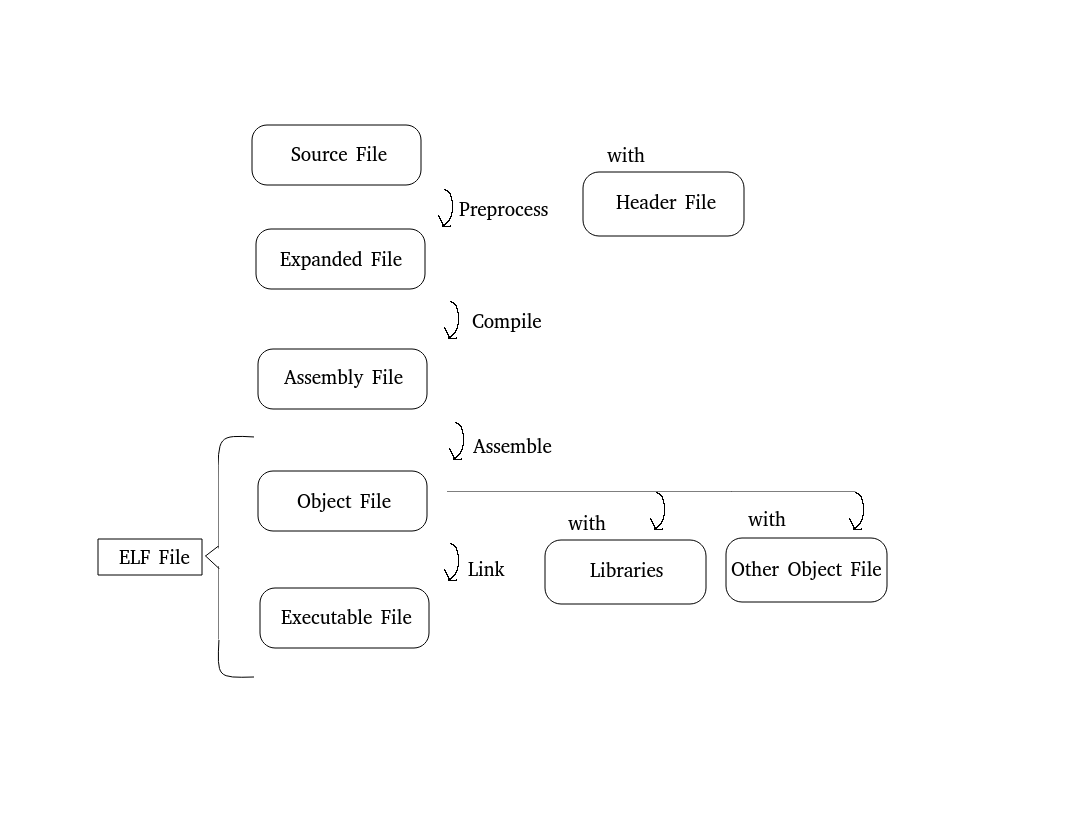 Source File
with
Header File
Preprocess
Expanded File
Compile
Assembly File
Assemble
Object File
with
with
ELF File
Link
Libraries
Other Object File
Executable File